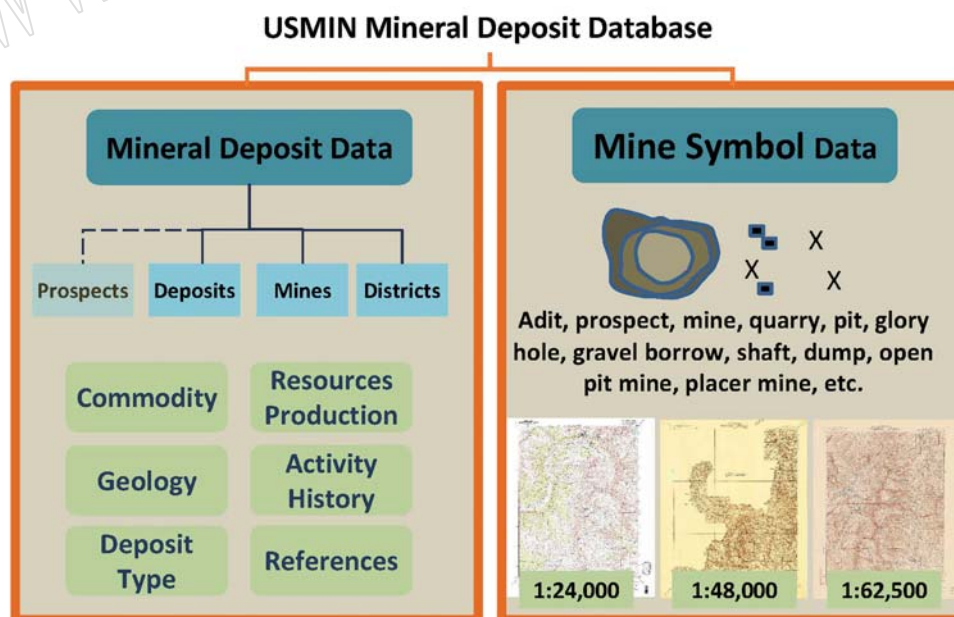 USMIN Mineral Deposit Database
Mineral Deposit Data
Prospects
Deposits
Mines
Districts
Commodity
Resources
Production
Geology
Activity
History
Deposit
Type
References
Mine Symbol Data
X
X
X
Adit, prospect, mine, quarry, pit, glory
hole, gravel borrow, shaft, dump, open
pit mine, placer mine, etc.
1:24,000
1:48,000
1:62,500